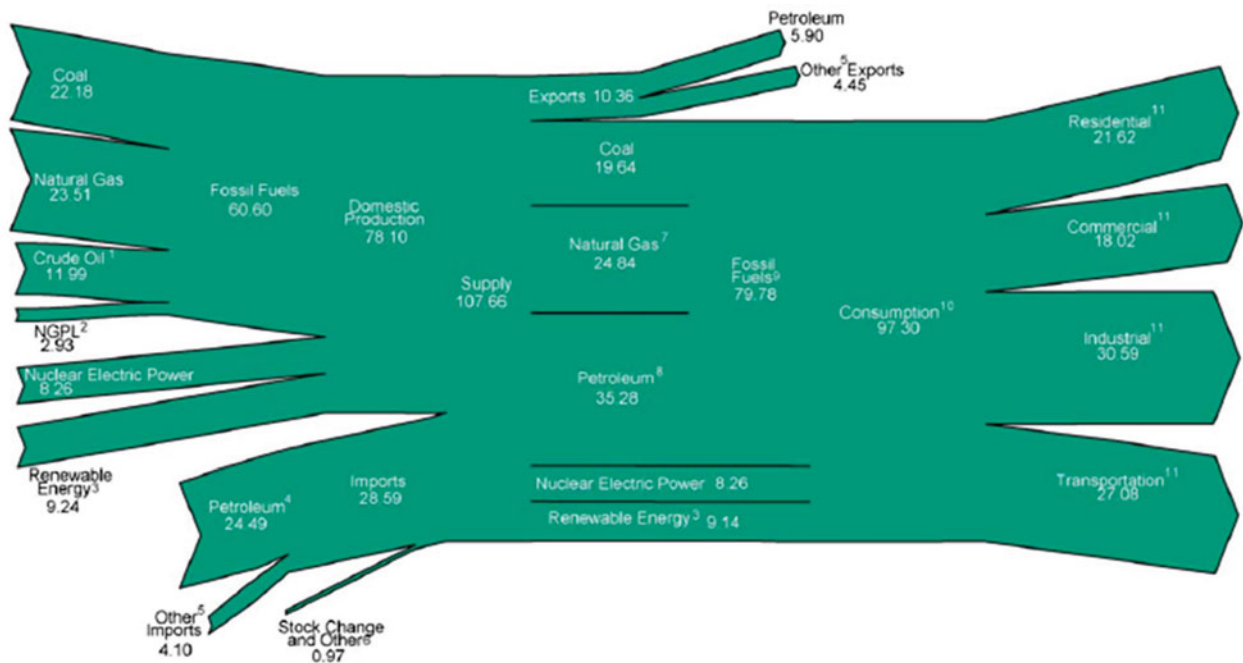 Petroleum
5.90
Other⁵ Exports
4.45
Exports 10.36
Coal
22.18
Natural Gas
23.51
Crude Oil¹
11.99
NGPL²
2.93
Nuclear Electric Power
8.26
Renewable
Energy³
9.24
Fossil Fuels
60.60
Domestic
Production
78.10
Petroleum⁴
24.49
Imports
28.59
Other⁵
Imports
4.10
Stock Change
and Other⁶
0.97
Supply
107.66
Coal
19.64
Natural Gas⁷
24.84
Petroleum⁸
35.28
Nuclear Electric Power 8.26
Renewable Energy³ 9.14
Fossil
Fuels⁹
79.78
Consumption¹⁰
97.30
Residential¹¹
21.62
Commercial¹¹
18.02
Industrial¹¹
30.59
Transportation¹¹
27.08